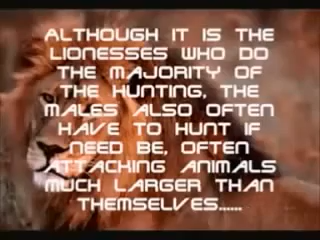 ALTHOUGH IT IS THE
LIONESSES WHO DO
THE MAJORITY OF
THE HUNTING, THE
MALES ALSO OFTEN
HAVE TO HUNT IF
NEED BE, OFTEN
ATTACKING ANIMALS
MUCH LARGER THAN
THEMSELVES......